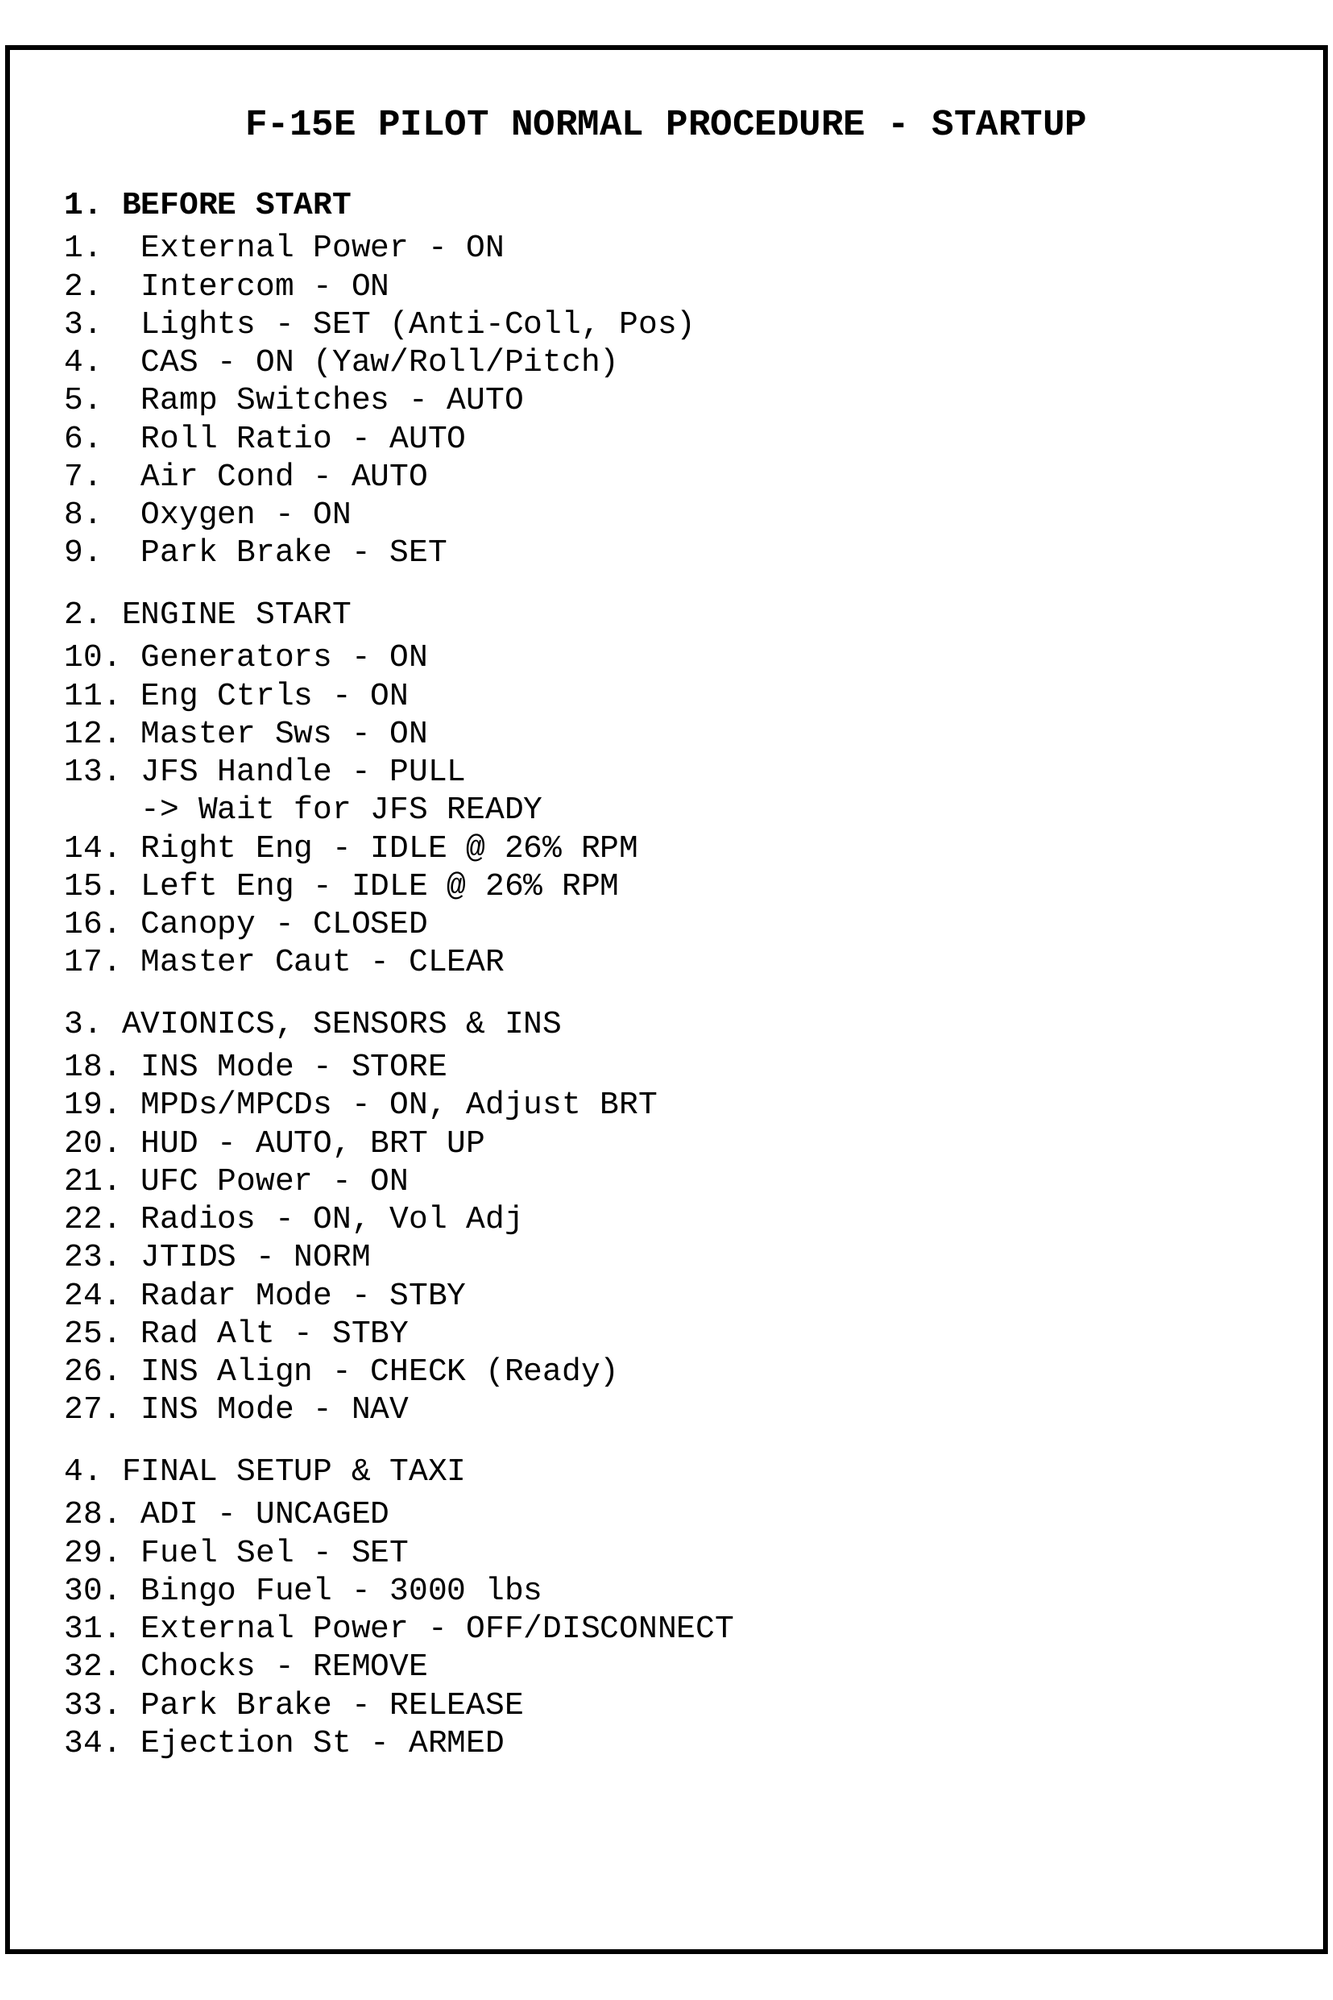 F-15E PILOT NORMAL PROCEDURE - STARTUP
1. BEFORE START
1. External Power - ON
2. Intercom - ON
3. Lights - SET (Anti-Coll, Pos)
4. CAS - ON (Yaw/Roll/Pitch)
5. Ramp Switches - AUTO
6. Roll Ratio - AUTO
7. Air Cond - AUTO
8. Oxygen - ON
9. Park Brake - SET
2. ENGINE START
10. Generators - ON
11. Eng Ctrls - ON
12. Master Sws - ON
13. JFS Handle - PULL
-> Wait for JFS READY
14. Right Eng - IDLE @ 26% RPM
15. Left Eng - IDLE @ 26% RPM
16. Canopy - CLOSED
17. Master Caut - CLEAR
3. AVIONICS, SENSORS & INS
18. INS Mode - STORE
19. MPDs/MPCDs - ON, Adjust BRT
20. HUD - AUTO, BRT UP
21. UFC Power - ON
22. Radios - ON, Vol Adj
23. JTIDS - NORM
24. Radar Mode - STBY
25. Rad Alt - STBY
26. INS Align - CHECK (Ready)
27. INS Mode - NAV
4. FINAL SETUP & TAXI
28. ADI - UNCAGED
29. Fuel Sel - SET
30. Bingo Fuel - 3000 lbs
31. External Power - OFF/DISCONNECT
32. Chocks - REMOVE
33. Park Brake - RELEASE
34. Ejection St - ARMED